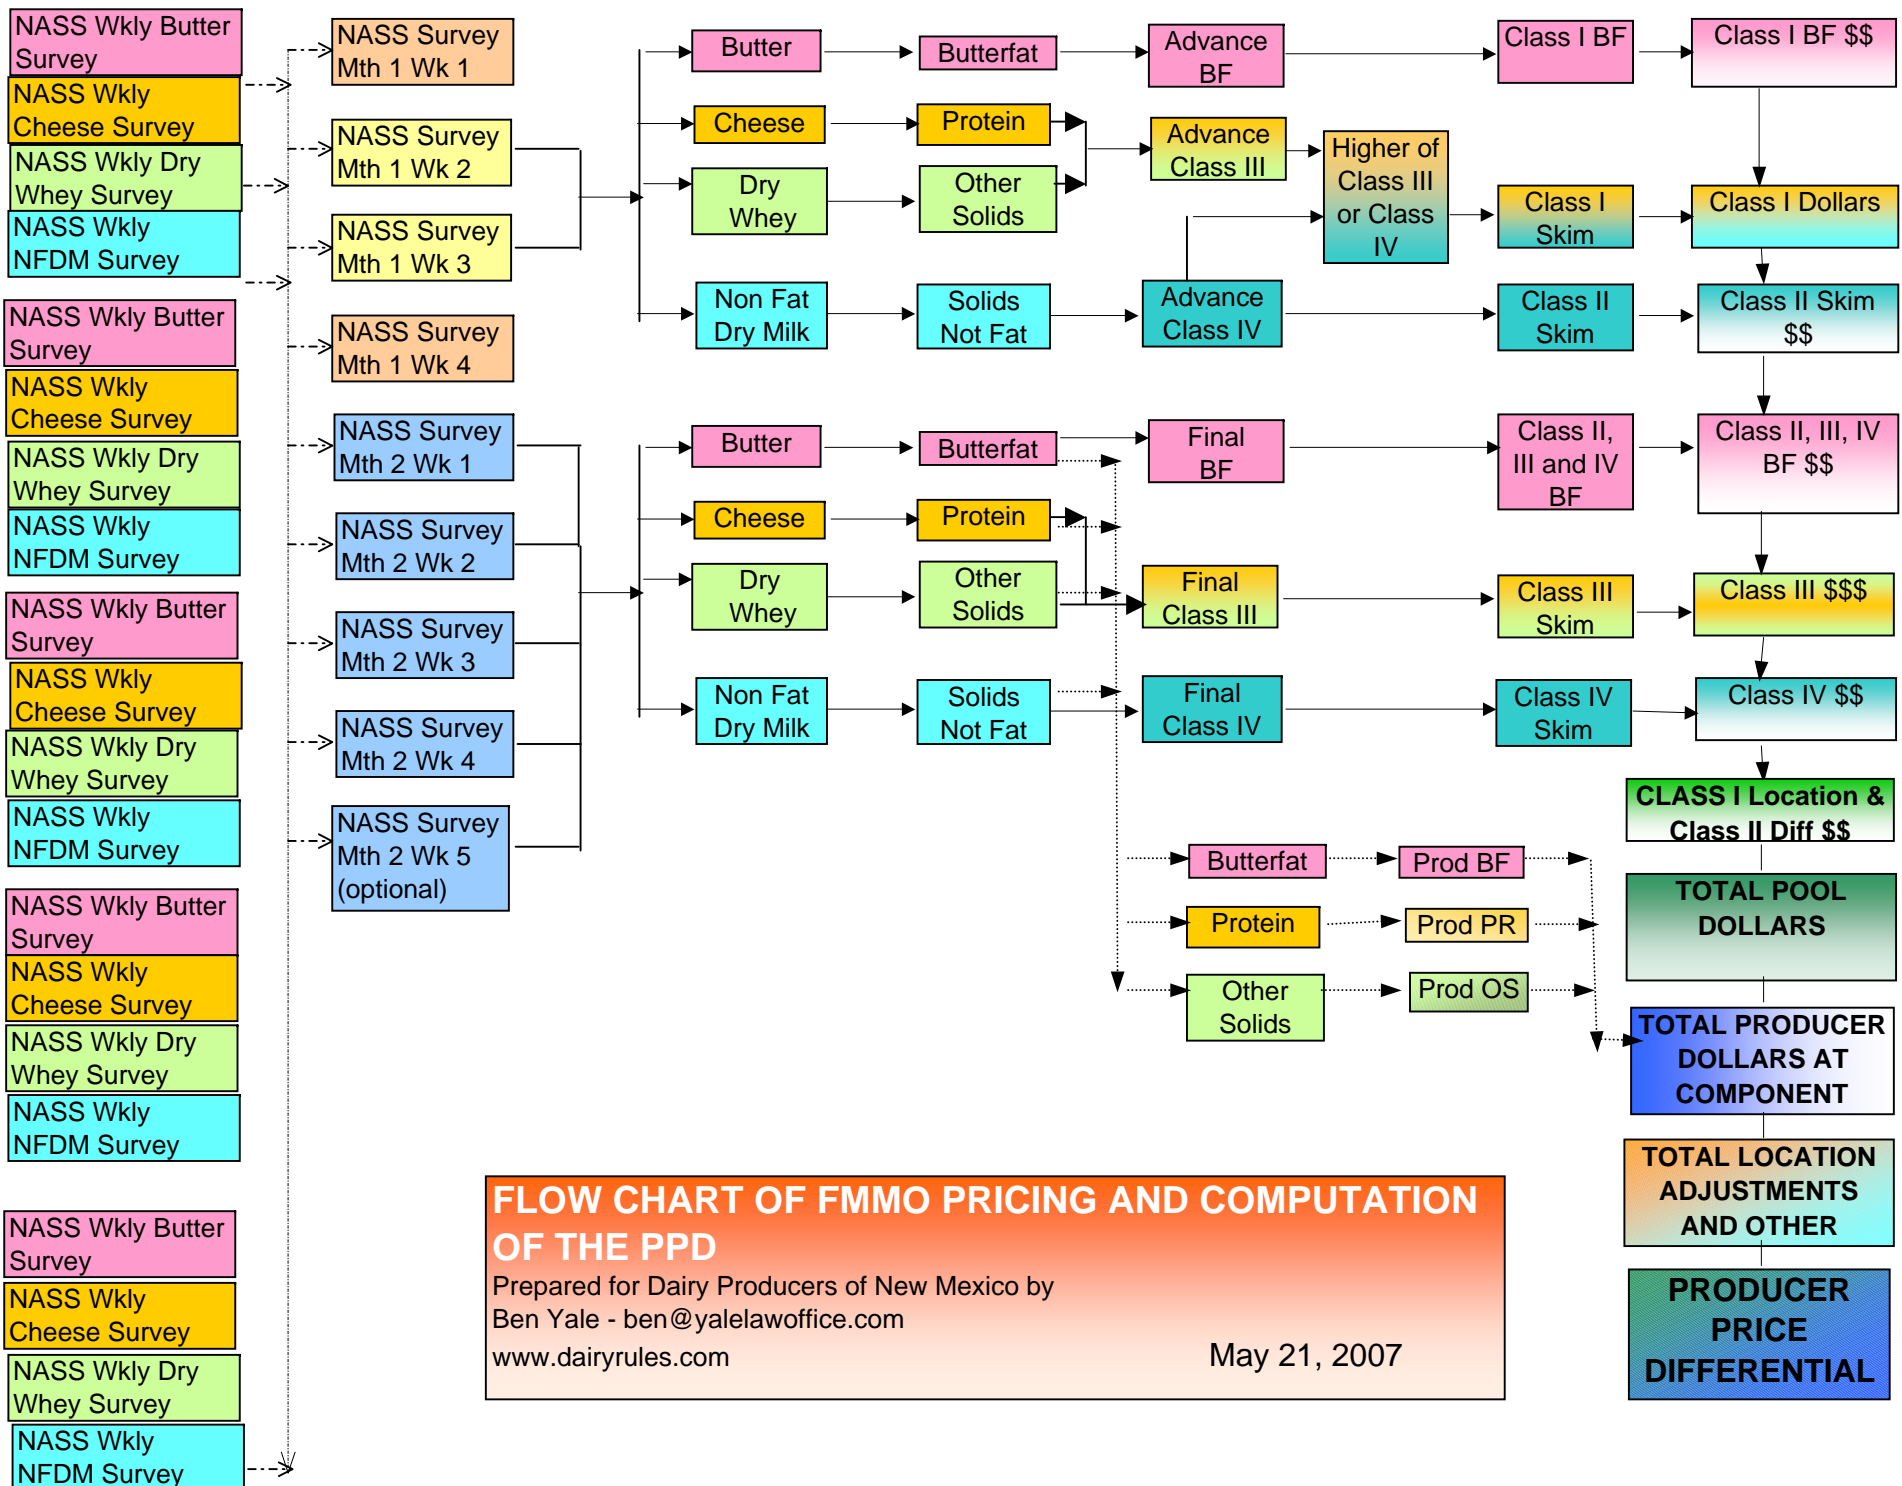 NASS Wkly Butter
Survey
NASS Wkly
Cheese Survey
NASS Wkly Dry
Whey Survey
NASS Wkly
NFDM Survey
NASS Wkly Butter
Survey
NASS Wkly
Cheese Survey
NASS Wkly Dry
Whey Survey
NASS Wkly
NFDM Survey
NASS Wkly Butter
Survey
NASS Wkly
Cheese Survey
NASS Wkly Dry
Whey Survey
NASS Wkly
NFDM Survey
NASS Wkly Butter
Survey
NASS Wkly
Cheese Survey
NASS Wkly Dry
Whey Survey
NASS Wkly
NFDM Survey
NASS Wkly Butter
Survey
NASS Wkly
Cheese Survey
NASS Wkly Dry
Whey Survey
NASS Wkly
NFDM Survey
NASS Survey
Mth 1 Wk 1
NASS Survey
Mth 1 Wk 2
NASS Survey
Mth 1 Wk 3
NASS Survey
Mth 1 Wk 4
NASS Survey
Mth 2 Wk 1
NASS Survey
Mth 2 Wk 2
NASS Survey
Mth 2 Wk 3
NASS Survey
Mth 2 Wk 4
NASS Survey
Mth 2 Wk 5
(optional)
Butter
Cheese
Dry
Whey
Non Fat
Dry Milk
Butterfat
Protein
Other
Solids
Solids
Not Fat
Advance
BF
Advance
Class III
Higher of
Class III
or Class
IV
Advance
Class IV
Class I BF
Class I
Skim
Class II
Skim
Class I BF $$
Class I Dollars
Class II Skim
$$
Butter
Cheese
Dry
Whey
Non Fat
Dry Milk
Butterfat
Protein
Other
Solids
Solids
Not Fat
Final
BF
Final
Class III
Final
Class IV
Class II,
III and IV
BF
Class III
Skim
Class IV
Skim
Class II, III, IV
BF $$
Class III $$$
Class IV $$
CLASS I Location &
Class II Diff $$
Butterfat
Prod BF
Protein
Prod PR
Other
Solids
Prod OS
TOTAL POOL
DOLLARS
TOTAL PRODUCER
DOLLARS AT
COMPONENT
TOTAL LOCATION
ADJUSTMENTS
AND OTHER
PRODUCER
PRICE
DIFFERENTIAL
FLOW CHART OF FMMO PRICING AND COMPUTATION
OF THE PPD
Prepared for Dairy Producers of New Mexico by
Ben Yale - ben@yalelawoffice.com
www.dairyrules.com
May 21, 2007